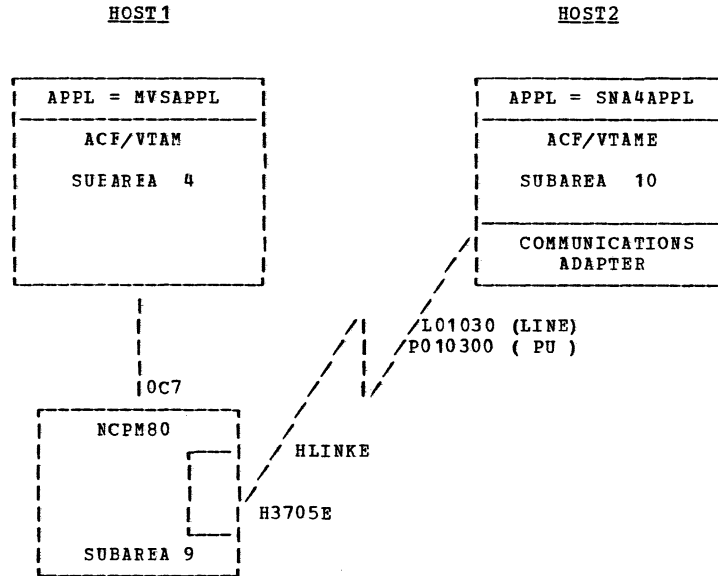 HOST1
HOST2
APPL = MVSAPPL
ACF/VTAM
SUEAREA 4
APPL = SNA4APPL
ACF/VTAME
SUBAREA 10
COMMUNICATIONS
ADAPTER
L01030 (LINE)
P010300 ( PU )
0C7
NCPM80
HLINKE
H3705E
SUBAREA 9